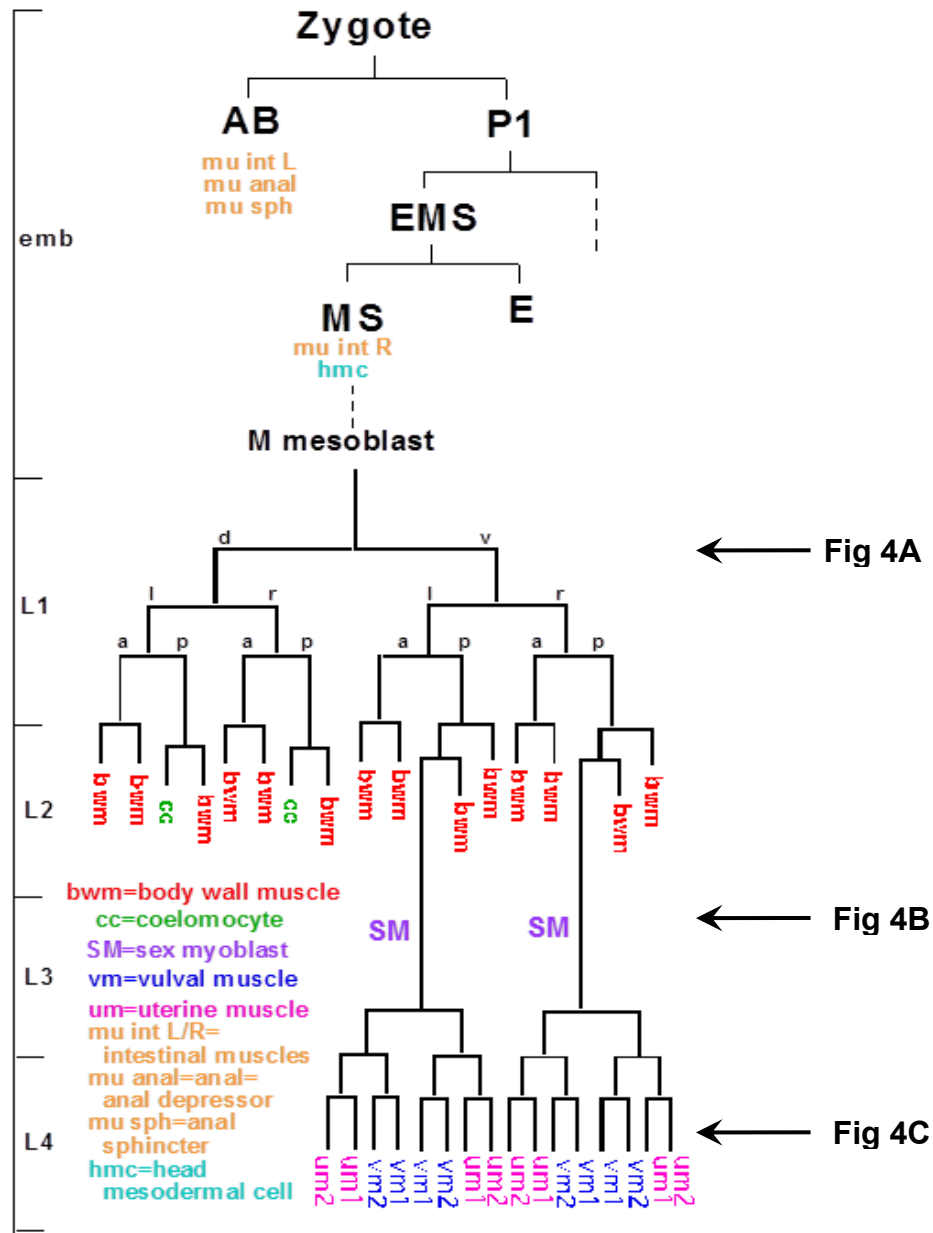 Zygote
AB
P1
mu int L
mu anal
mu sph
EMS
emb
MS
E
mu int R
hmc
M mesoblast
d v
Fig 4A
l r l r
L1
a p a p a p a p
bwm bwm cc bwm bwm bwm cc bwm bwm bwm bwm bwm bwm bwm bwm bwm
L2
bwm=body wall muscle
cc=coelomocyte
SM SM
Fig 4B
SM=sex myoblast
L3
vm=vulval muscle
um=uterine muscle
mu int L/R=
intestinal muscles
mu anal=anal=
anal depressor
mu sph=anal
sphincter
L4
Fig 4C
hmc=head
mesodermal cell
um2 um1 vm2 vm1 vm1 vm2 um1 um2 um2 um1 vm2 vm1 vm1 vm2 um1 um2